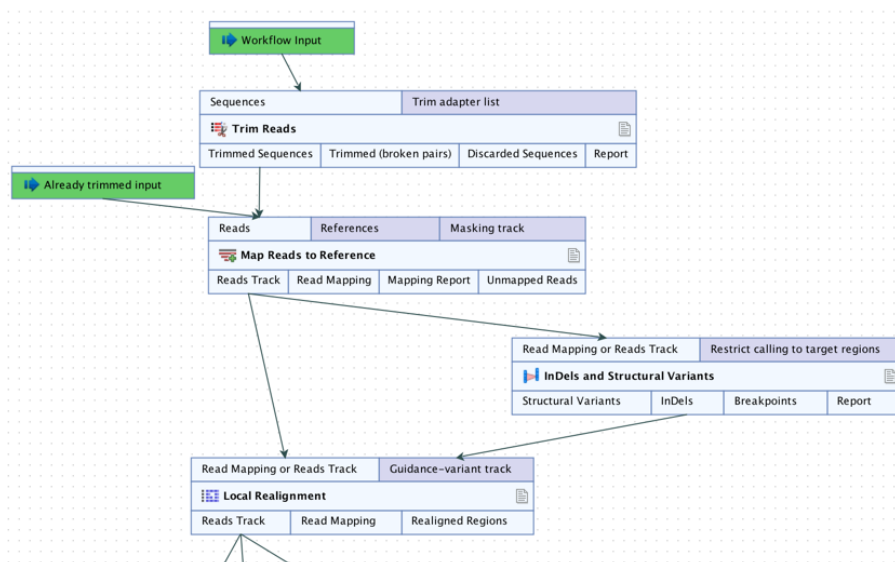 Workflow Input
Sequences Trim adapter list
Trim Reads
Trimmed Sequences Trimmed (broken pairs) Discarded Sequences Report
Already trimmed input
Reads References Masking track
Map Reads to Reference
Reads Track Read Mapping Mapping Report Unmapped Reads
Read Mapping or Reads Track Restrict calling to target regions
InDels and Structural Variants
Structural Variants InDels Breakpoints Report
Read Mapping or Reads Track Guidance-variant track
Local Realignment
Reads Track Read Mapping Realigned Regions